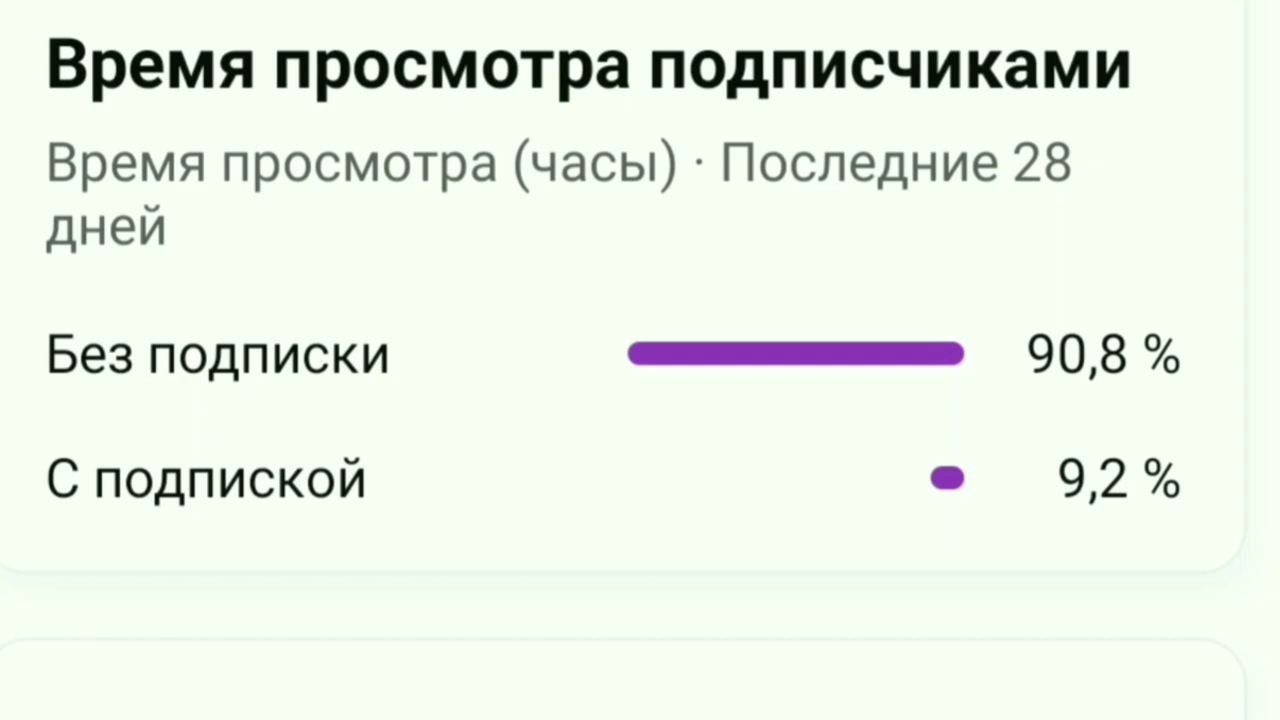 Время просмотра подписчиками
Время просмотра (часы) · Последние 28
дней
Без подписки 90,8 %
С подпиской 9,2 %